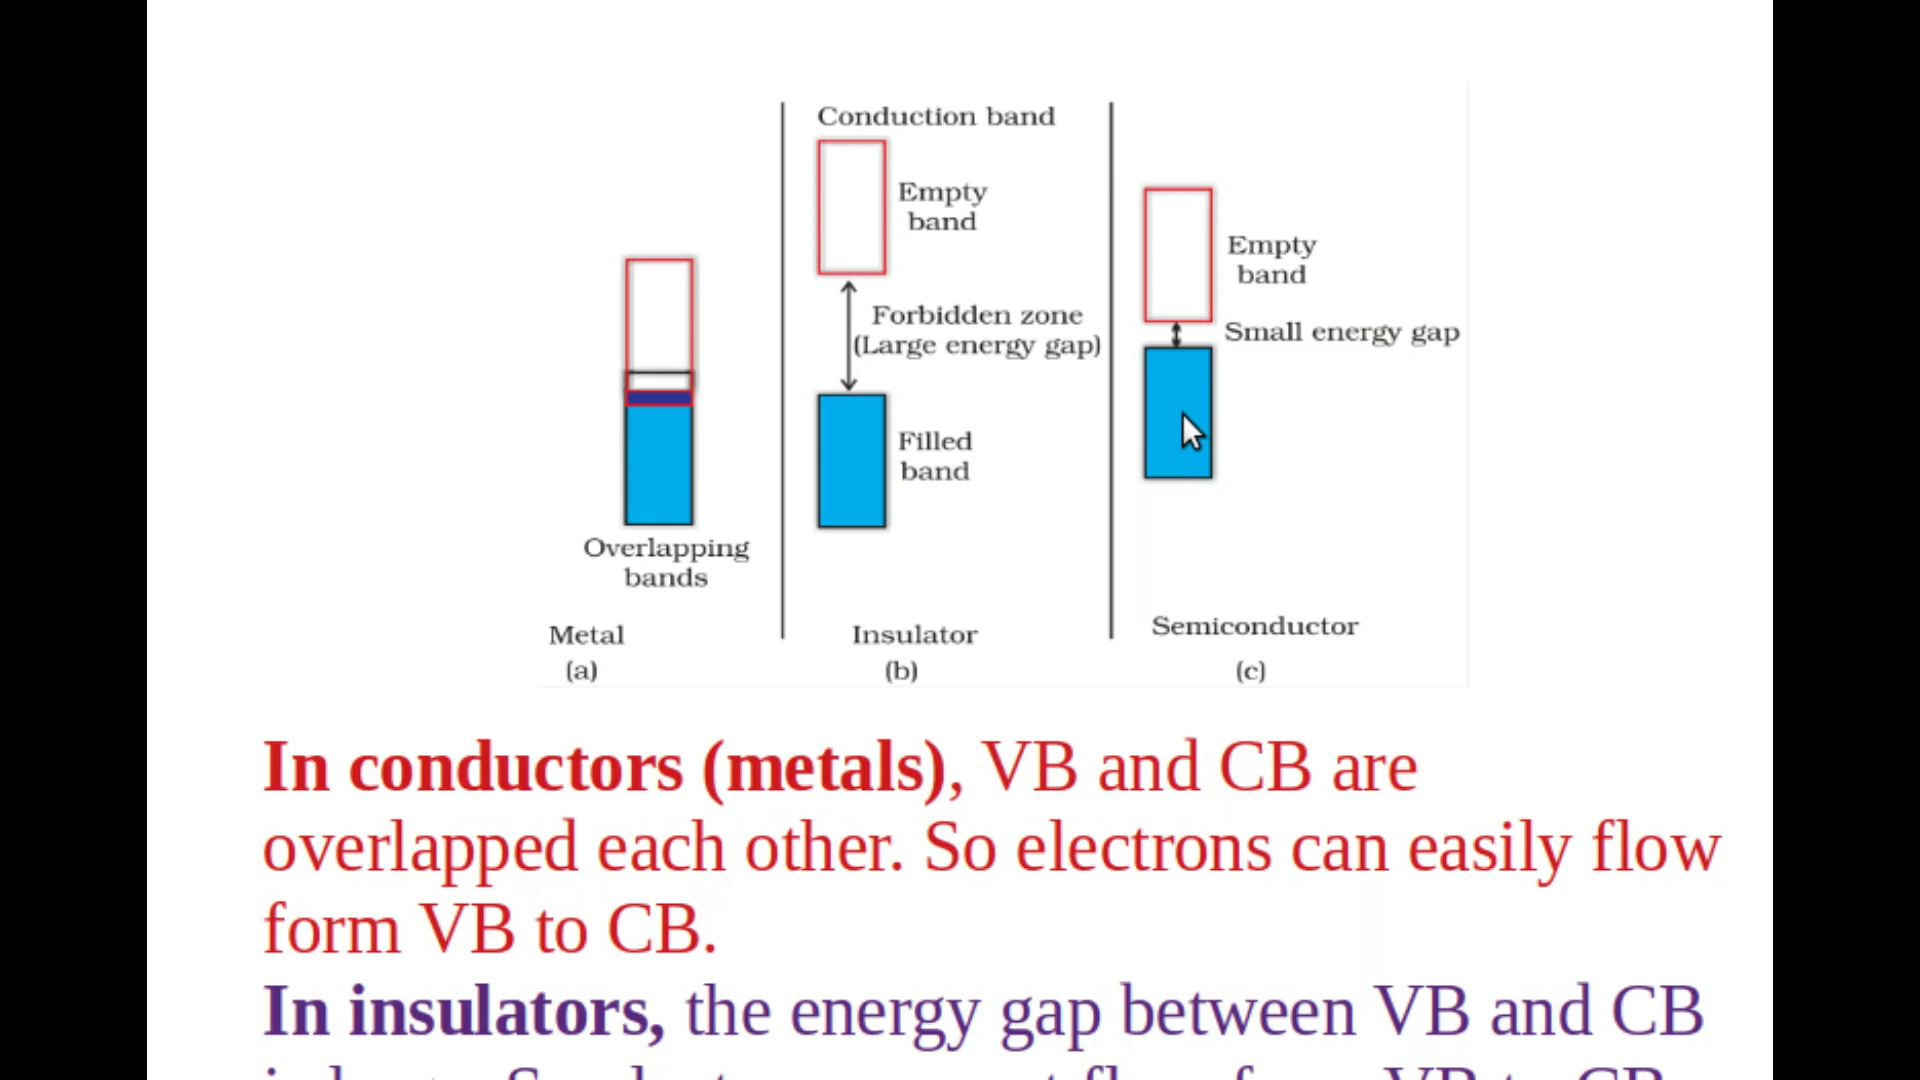 Conduction band
Empty
band
Forbidden zone
(Large energy gap)
Filled
band
Empty
band
Small energy gap
Overlapping
bands
Metal
(a)
Insulator
(b)
Semiconductor
(c)
In conductors (metals), VB and CB are
overlapped each other. So electrons can easily flow
form VB to CB.
In insulators, the energy gap between VB and CB